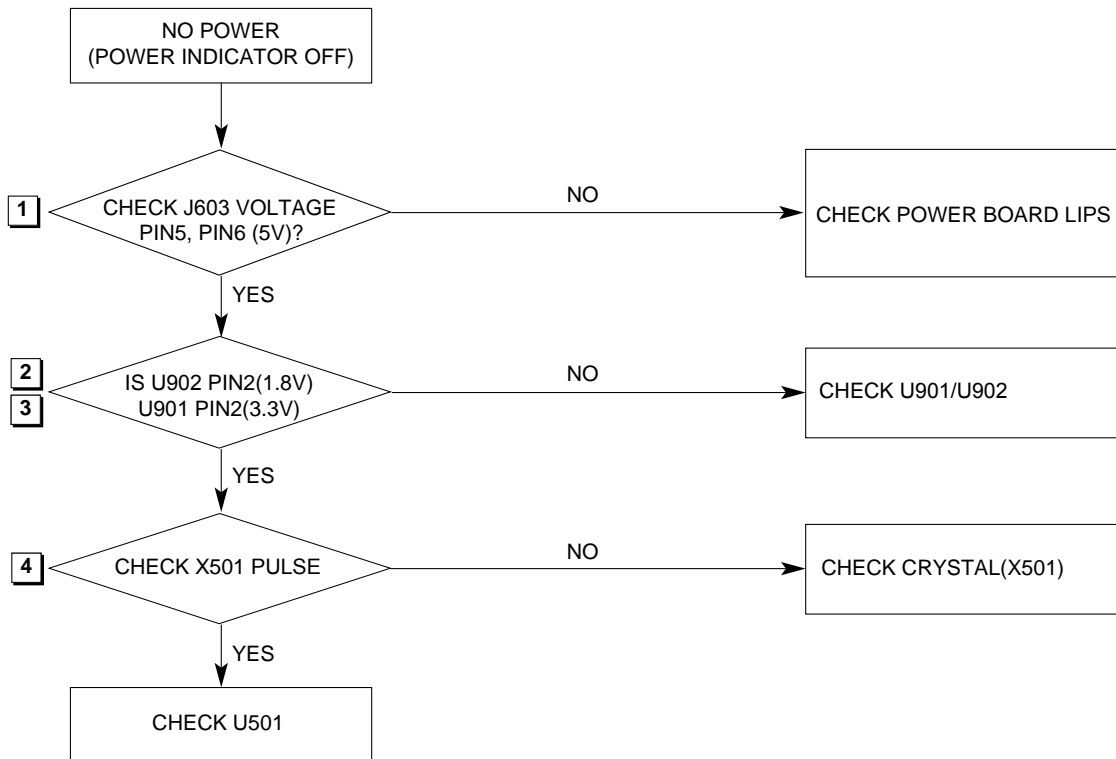 NO POWER
(POWER INDICATOR OFF)
1
CHECK J603 VOLTAGE
PIN5, PIN6 (5V)?
NO
CHECK POWER BOARD LIPS
YES
2
3
IS U902 PIN2(1.8V)
U901 PIN2(3.3V)
NO
CHECK U901/U902
YES
4
CHECK X501 PULSE
NO
CHECK CRYSTAL(X501)
YES
CHECK U501